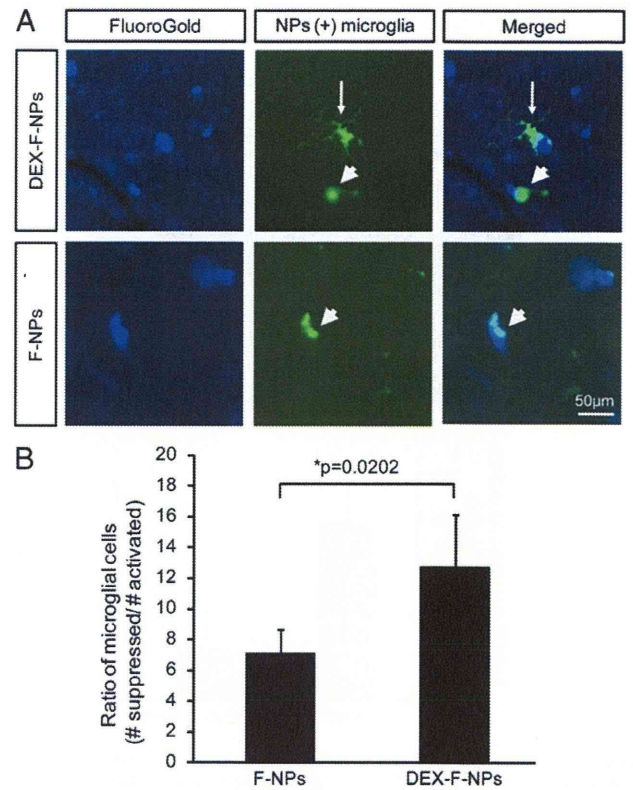 A
FluoroGold
NPs (+) microglia
Merged
DEX-F-NPs
F-NPs
50µm
B
Ratio of microglial cells
(# suppressed/# activated)
20
18
16
14
12
10
8
6
4
2
0
*p=0.0202
F-NPs
DEX-F-NPs